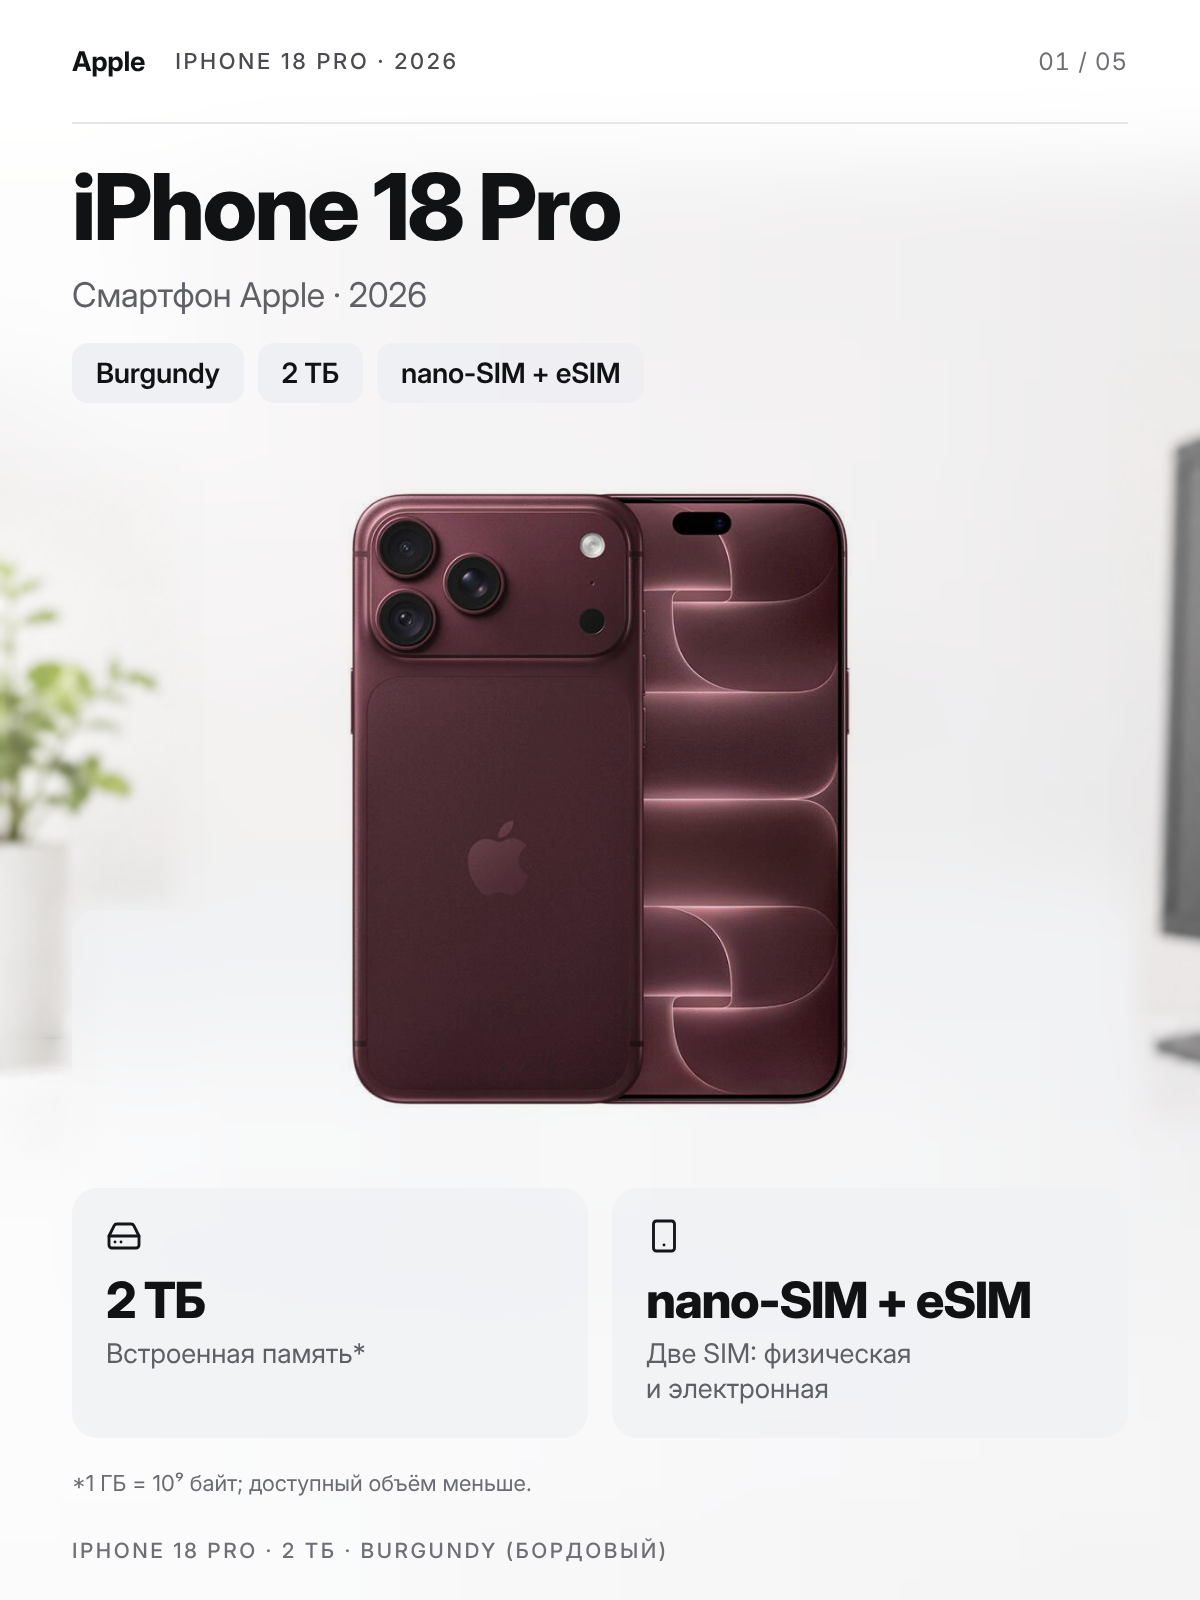 Apple IPHONE 18 PRO · 2026 01 / 05
iPhone 18 Pro
Смартфон Apple · 2026
Burgundy 2 ТБ nano-SIM + eSIM
2 ТБ
Встроенная память*
nano-SIM + eSIM
Две SIM: физическая
и электронная
*1 ГБ = 10⁹ байт; доступный объём меньше.
IPHONE 18 PRO · 2 ТБ · BURGUNDY (БОРДОВЫЙ)